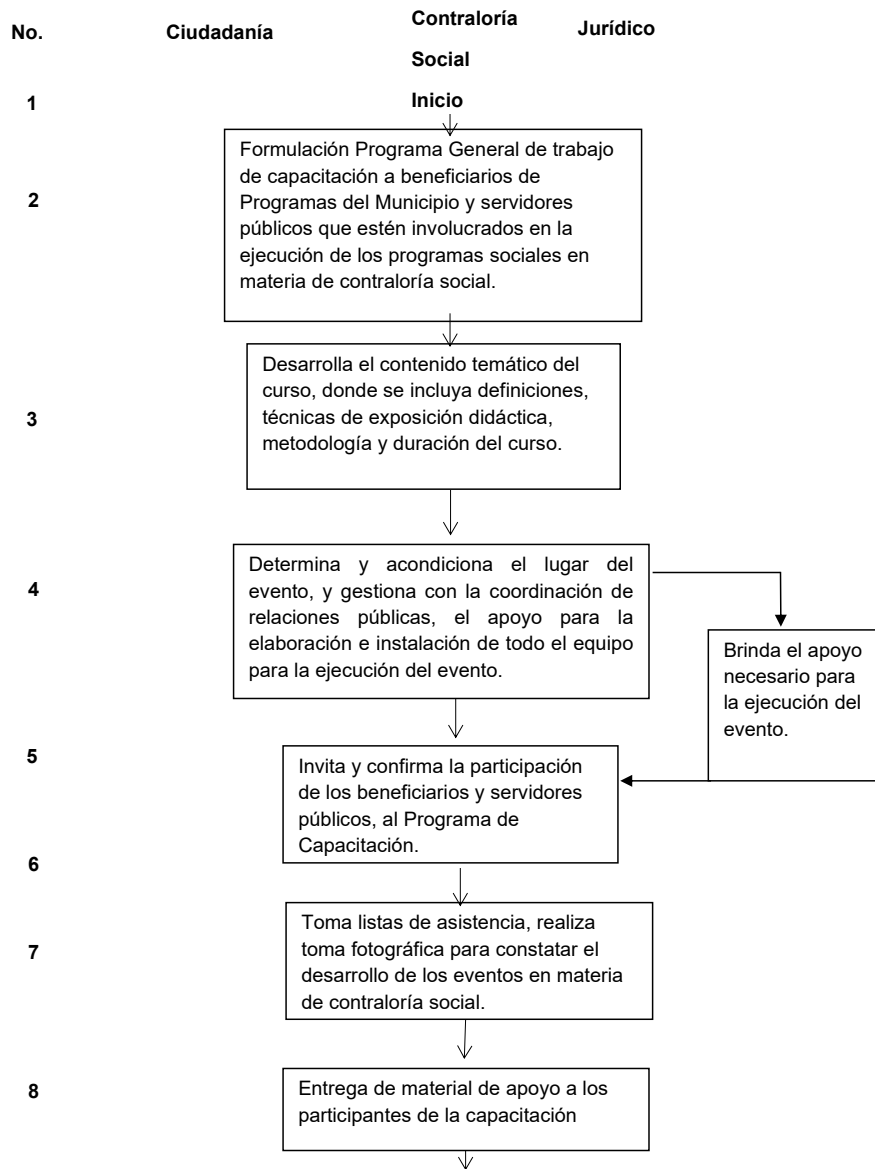 No.
Ciudadanía
Contraloría
Social
Jurídico
1
Inicio
2
Formulación Programa General de trabajo
de capacitación a beneficiarios de
Programas del Municipio y servidores
públicos que estén involucrados en la
ejecución de los programas sociales en
materia de contraloría social.
3
Desarrolla el contenido temático del
curso, donde se incluya definiciones,
técnicas de exposición didáctica,
metodología y duración del curso.
4
Determina y acondiciona el lugar del
evento, y gestiona con la coordinación de
relaciones públicas, el apoyo para la
elaboración e instalación de todo el equipo
para la ejecución del evento.
Brinda el apoyo
necesario para
la ejecución del
evento.
5
Invita y confirma la participación
de los beneficiarios y servidores
públicos, al Programa de
Capacitación.
6
7
Toma listas de asistencia, realiza
toma fotográfica para constatar el
desarrollo de los eventos en materia
de contraloría social.
8
Entrega de material de apoyo a los
participantes de la capacitación